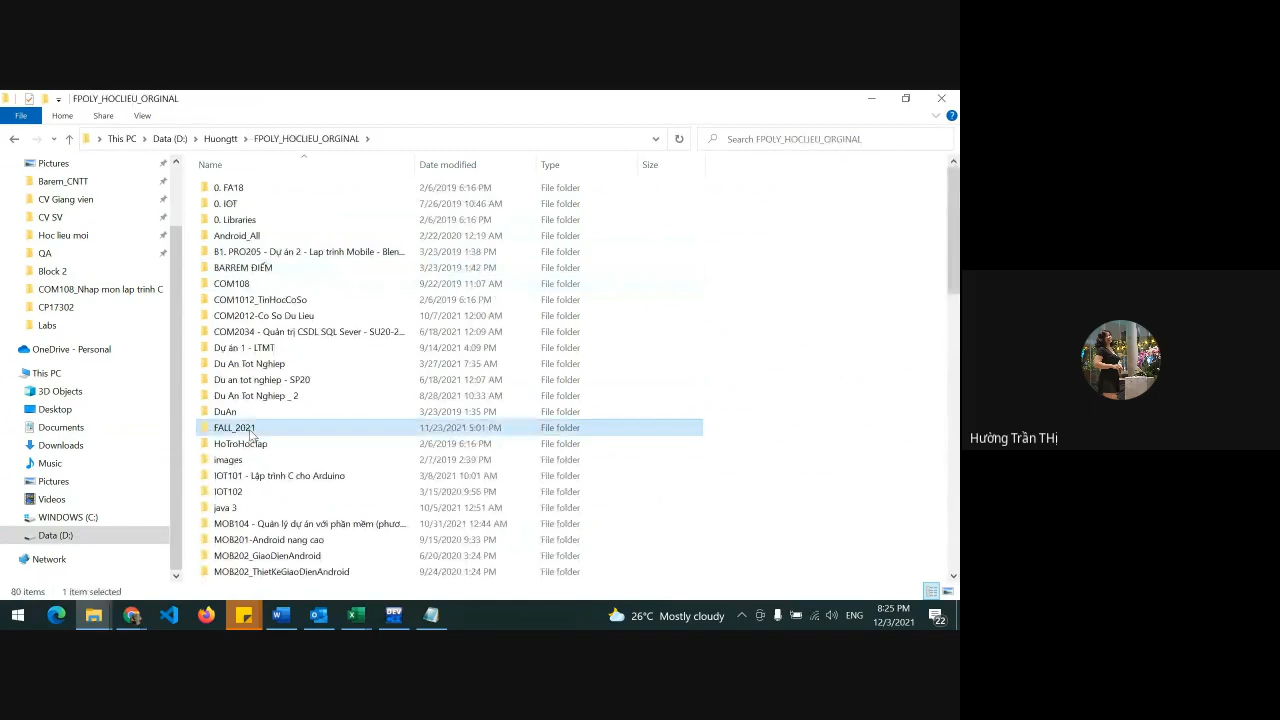 FPOLY_HOCLIEU_ORGINAL
File Home Share View
This PC Data (D:) Huongtt FPOLY_HOCLIEU_ORGINAL
Search FPOLY_HOCLIEU_ORGINAL
Pictures
Barem_CNTT
CV Giang vien
CV SV
Hoc lieu moi
QA
Block 2
COM108_Nhap mon lap trinh C
CP17302
Labs
OneDrive - Personal
This PC
3D Objects
Desktop
Documents
Downloads
Music
Pictures
Videos
WINDOWS (C:)
Data (D:)
Network
Name Date modified Type Size
0. FA18 2/6/2019 6:16 PM File folder
0. IOT 7/26/2019 10:46 AM File folder
0. Libraries 2/6/2019 6:16 PM File folder
Android_All 2/22/2020 12:19 AM File folder
B1. PRO205 - Dự án 2 - Lap trinh Mobile - Blen... 3/23/2019 1:38 PM File folder
BARREM ĐIỂM 3/23/2019 1:42 PM File folder
COM108 9/22/2019 11:07 AM File folder
COM1012_TinHocCoSo 2/6/2019 6:16 PM File folder
COM2012-Co So Du Lieu 10/7/2021 12:00 AM File folder
COM2034 - Quản trị CSDL SQL Sever - SU20-2... 6/18/2021 12:09 AM File folder
Dự án 1 - LTMT 9/14/2021 4:09 PM File folder
Du An Tot Nghiep 3/27/2021 7:35 AM File folder
Du an tot nghiep - SP20 6/18/2021 12:07 AM File folder
Du An Tot Nghiep _ 2 8/28/2021 10:33 AM File folder
DuAn 3/23/2019 1:35 PM File folder
FALL_2021 11/23/2021 5:01 PM File folder
HoTroHocTap 2/6/2019 6:16 PM File folder
images 2/7/2019 2:39 PM File folder
IOT101 - Lập trình C cho Arduino 3/8/2021 10:01 AM File folder
IOT102 3/15/2020 9:56 PM File folder
java 3 10/5/2021 12:51 AM File folder
MOB104 - Quản lý dự án với phần mềm (phươ... 10/31/2021 12:44 AM File folder
MOB201-Android nang cao 9/15/2020 9:33 PM File folder
MOB202_GiaoDienAndroid 6/20/2020 3:24 PM File folder
MOB202_ThietKeGiaoDienAndroid 9/24/2020 1:24 PM File folder
80 items 1 item selected
26°C Mostly cloudy ENG 8:25 PM
12/3/2021
22
DEV
Hường Trần THị